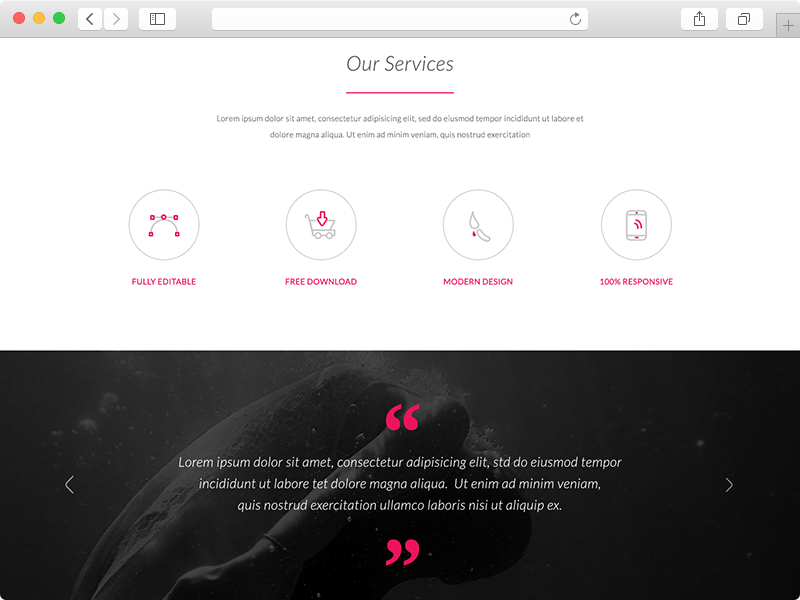 Our Services
Lorem ipsum dolor sit amet, consectetur adipisicing elit, sed do eiusmod tempor incididunt ut labore et
dolore magna aliqua. Ut enim ad minim veniam, quis nostrud exercitation
FULLY EDITABLE
FREE DOWNLOAD
MODERN DESIGN
100% RESPONSIVE
“
Lorem ipsum dolor sit amet, consectetur adipisicing elit, std do eiusmod tempor
incididunt ut labore tet dolore magna aliqua. Ut enim ad minim veniam,
quis nostrud exercitation ullamco laboris nisi ut aliquip ex.
”